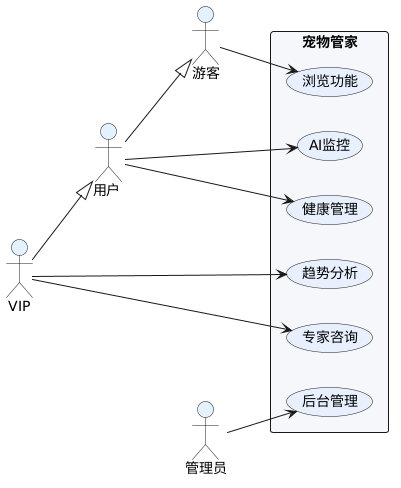 宠物管家
游客
浏览功能
AI监控
用户
健康管理
趋势分析
VIP
专家咨询
后台管理
管理员